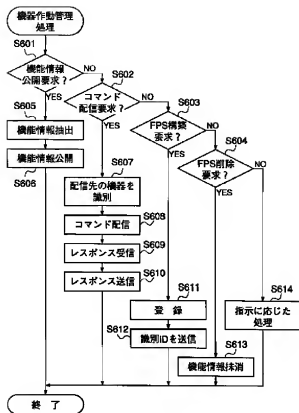 機器作動管理
処理
S601
機能情報
公開要求?
NO
YES
S602
コマンド
配信要求?
NO
YES
S603
FPS構築
要求?
NO
YES
S604
FPS削除
要求?
NO
YES
S605
機能情報抽出
機能情報公開
S606
S607
配信先の機器を
識別
S608
コマンド配信
S609
レスポンス受信
S610
レスポンス送信
S611
登録
S612
識別IDを送信
S613
機能情報抹消
S614
指示に応じた
処理
終了